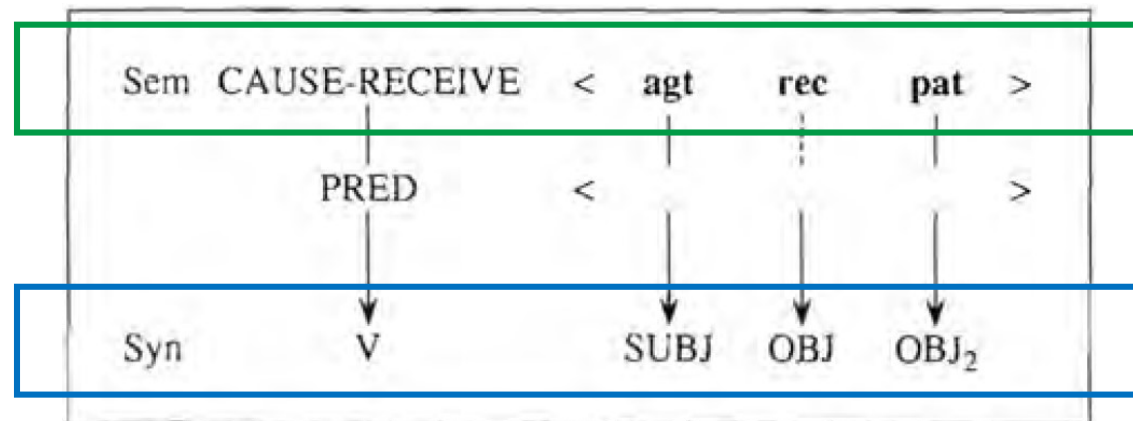 Sem CAUSE-RECEIVE < agt rec pat >
PRED < >
Syn V SUBJ OBJ OBJ₂